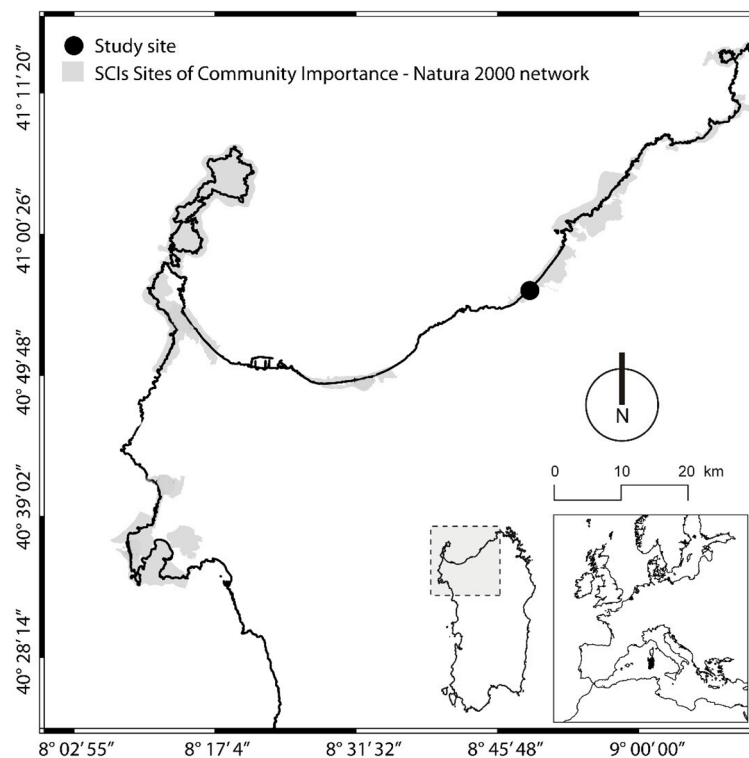 Study site
SCIs Sites of Community Importance - Natura 2000 network
41° 11' 20"
41° 00' 26"
40° 49' 48"
40° 39' 02"
40° 28' 14"
N
0 10 20 km
8° 02' 55" 8° 17' 4" 8° 31' 32" 8° 45' 48" 9° 00' 00"